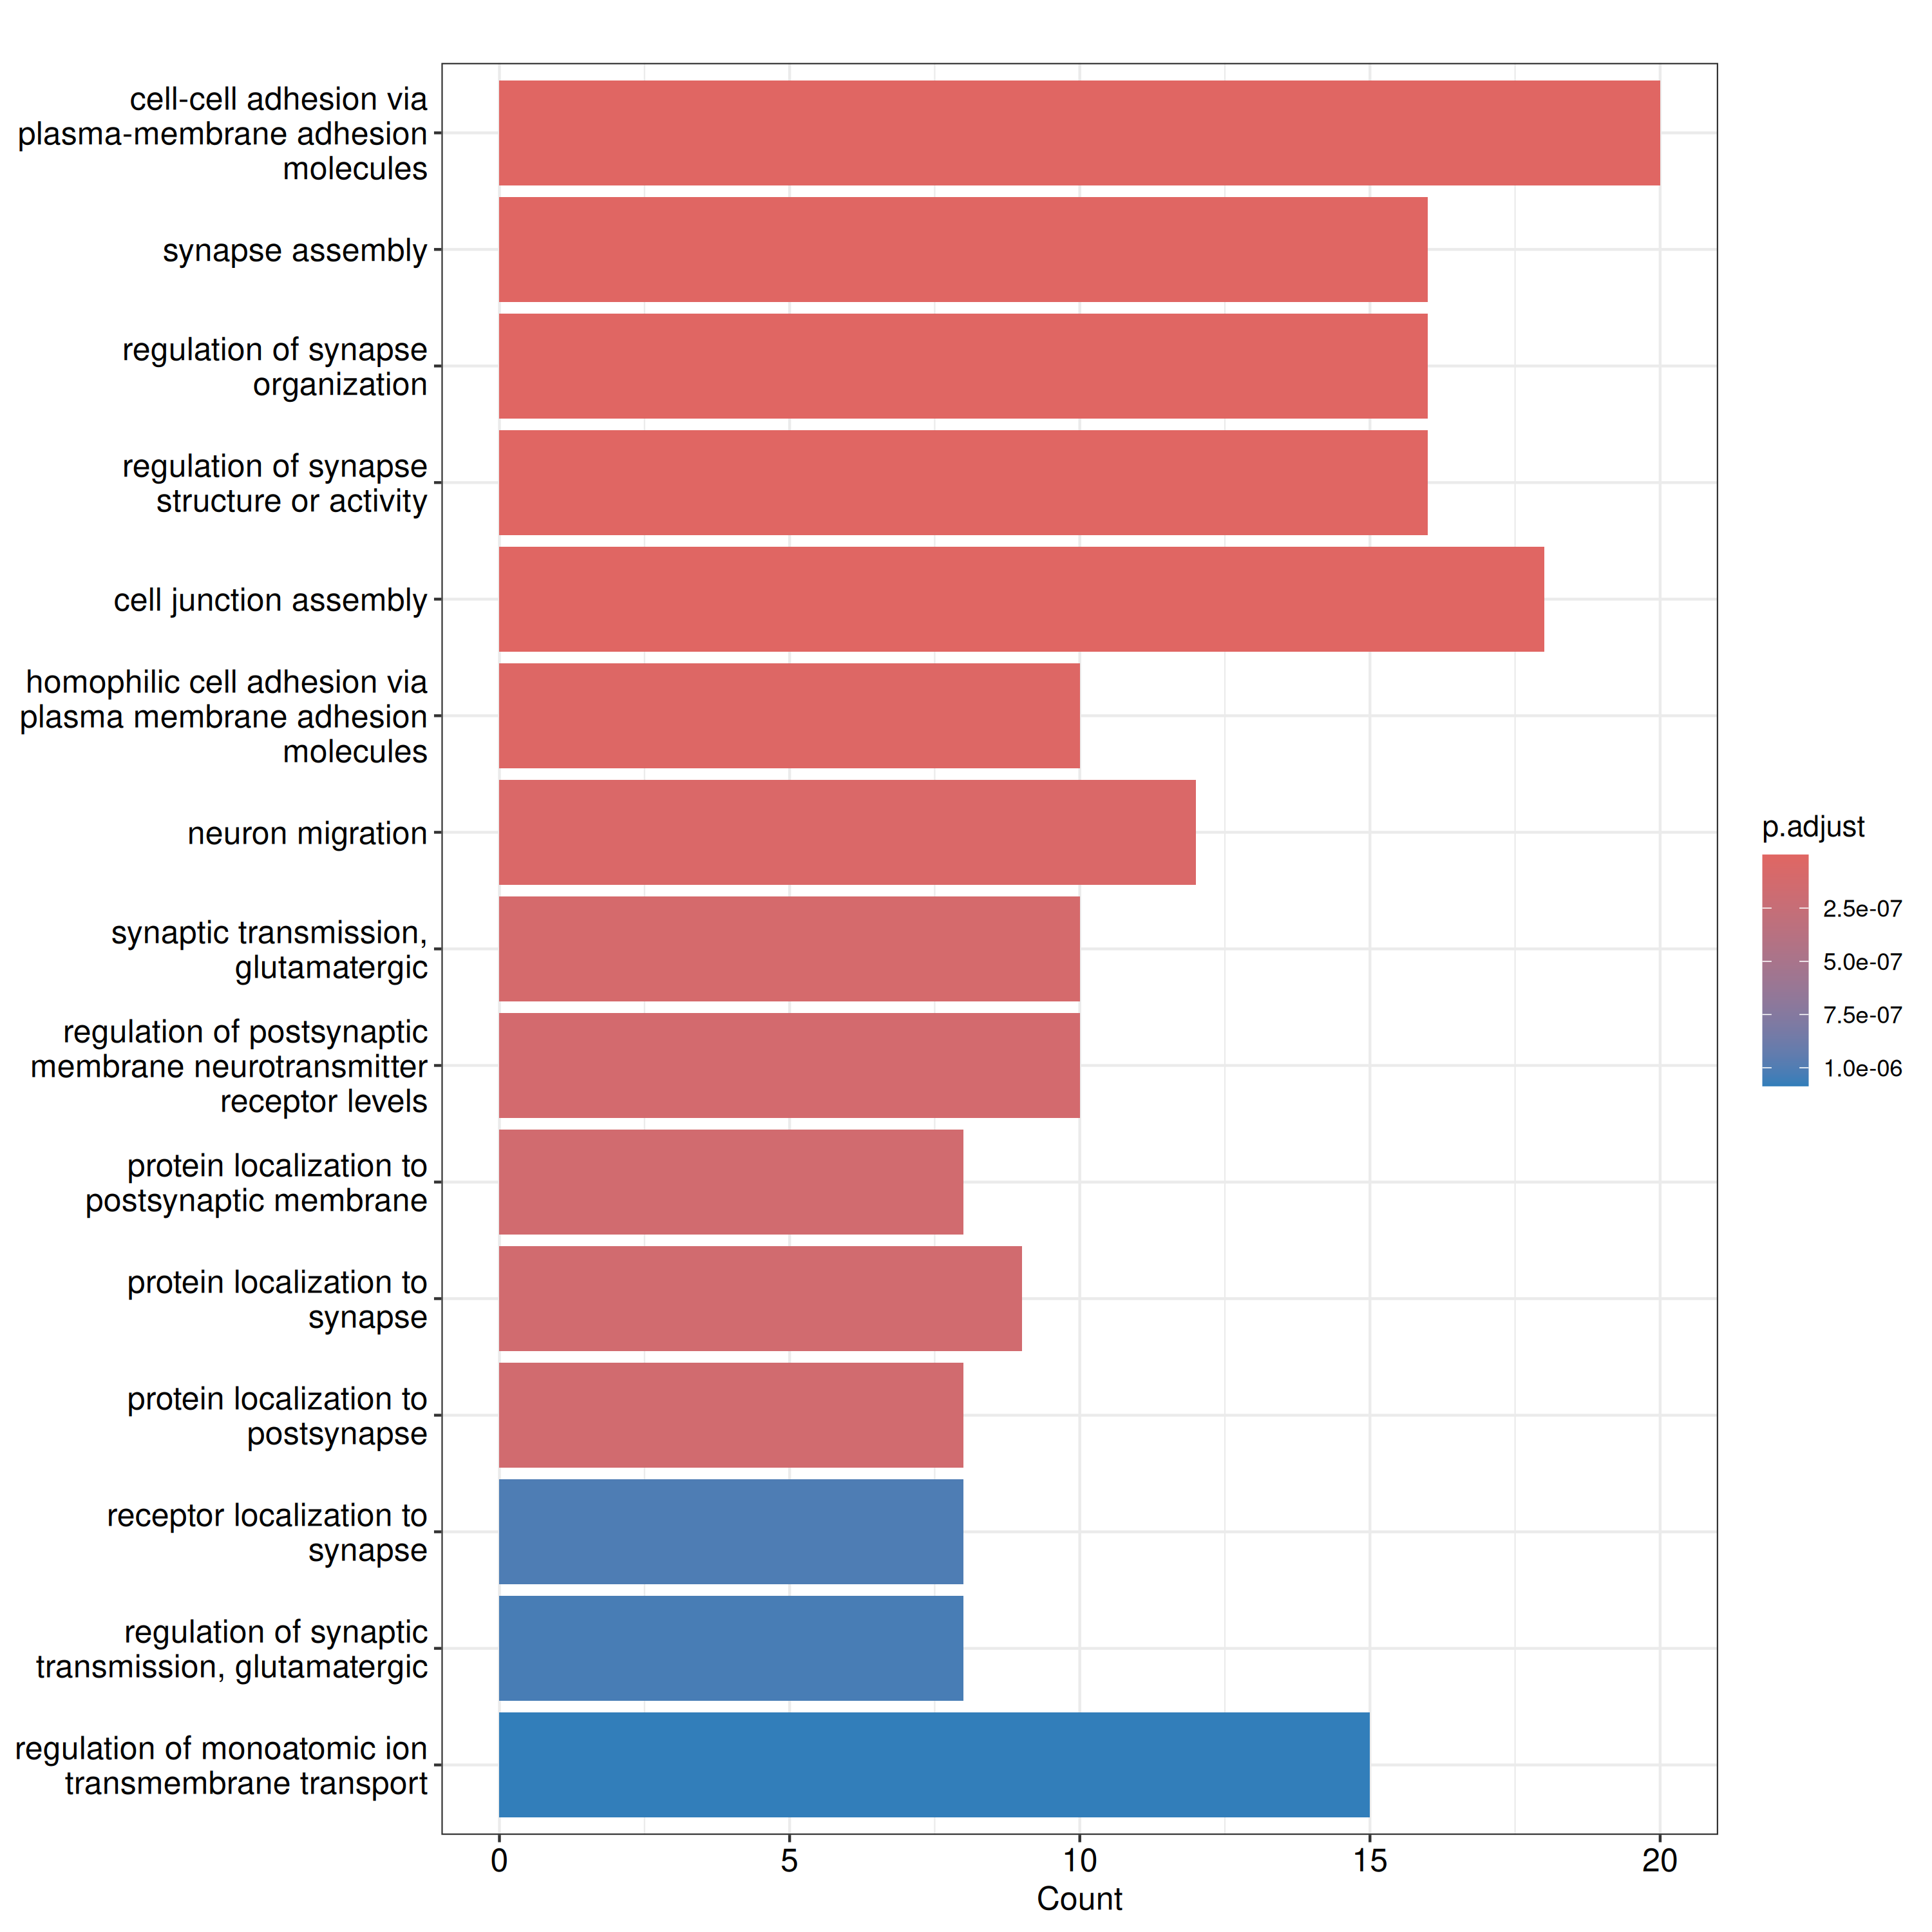 cell-cell adhesion via
plasma-membrane adhesion
molecules
synapse assembly
regulation of synapse
organization
regulation of synapse
structure or activity
cell junction assembly
homophilic cell adhesion via
plasma membrane adhesion
molecules
neuron migration
synaptic transmission,
glutamatergic
regulation of postsynaptic
membrane neurotransmitter
receptor levels
protein localization to
postsynaptic membrane
protein localization to
synapse
protein localization to
postsynapse
receptor localization to
synapse
regulation of synaptic
transmission, glutamatergic
regulation of monoatomic ion
transmembrane transport
0 5 10 15 20
Count
p.adjust
2.5e-07
5.0e-07
7.5e-07
1.0e-06